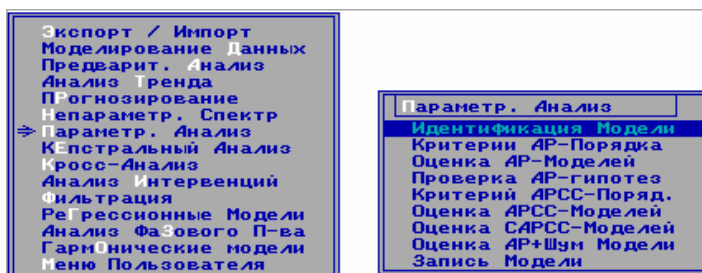 Экспорт / Импорт
Моделирование Данных
Предварит. Анализ
Анализ Тренда
ПРогнозирование
Непараметр. Спектр
Параметр. Анализ
КЕпстральный Анализ
Кросс-Анализ
Анализ Интервенций
Фильтрация
РеГрессионные Модели
Анализ ФаЗового П-ва
ГармОнические модели
Меню Пользователя
Параметр. Анализ
Идентификация Модели
Критерии АР-Порядка
Оценка АР-Моделей
Проверка АР-гипотез
Критерий АРСС-Поряд.
Оценка АРСС-Моделей
Оценка САРСС-Моделей
Оценка АР+Шум Модели
Запись Модели